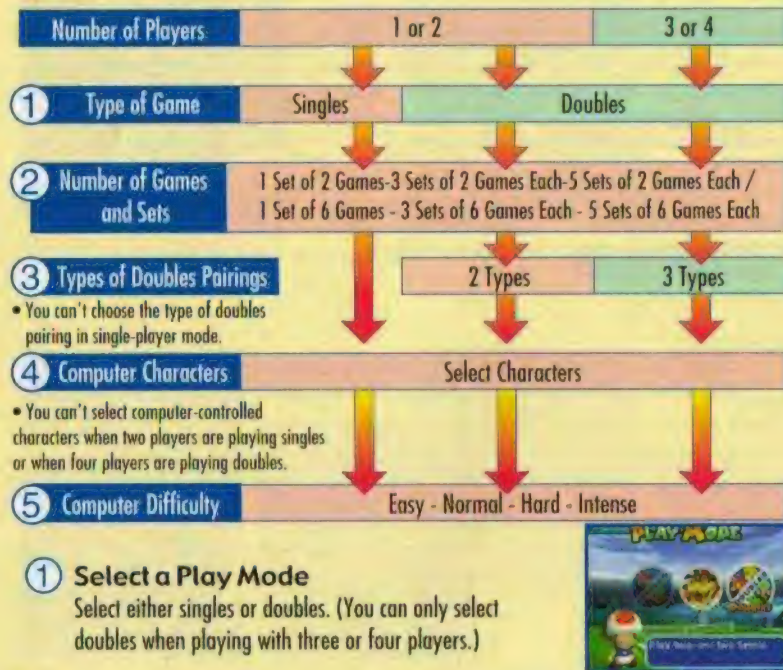 Number of Players
1 or 2
3 or 4
1 Type of Game
Singles
Doubles
2 Number of Games
and Sets
1 Set of 2 Games-3 Sets of 2 Games Each-5 Sets of 2 Games Each /
1 Set of 6 Games - 3 Sets of 6 Games Each - 5 Sets of 6 Games Each
3 Types of Doubles Pairings
2 Types
3 Types
• You can't choose the type of doubles
pairing in single-player mode.
4 Computer Characters
Select Characters
• You can't select computer-controlled
characters when two players are playing singles
or when four players are playing doubles.
5 Computer Difficulty
Easy - Normal - Hard - Intense
1 Select a Play Mode
Select either singles or doubles. (You can only select
doubles when playing with three or four players.)
PLAY MODE